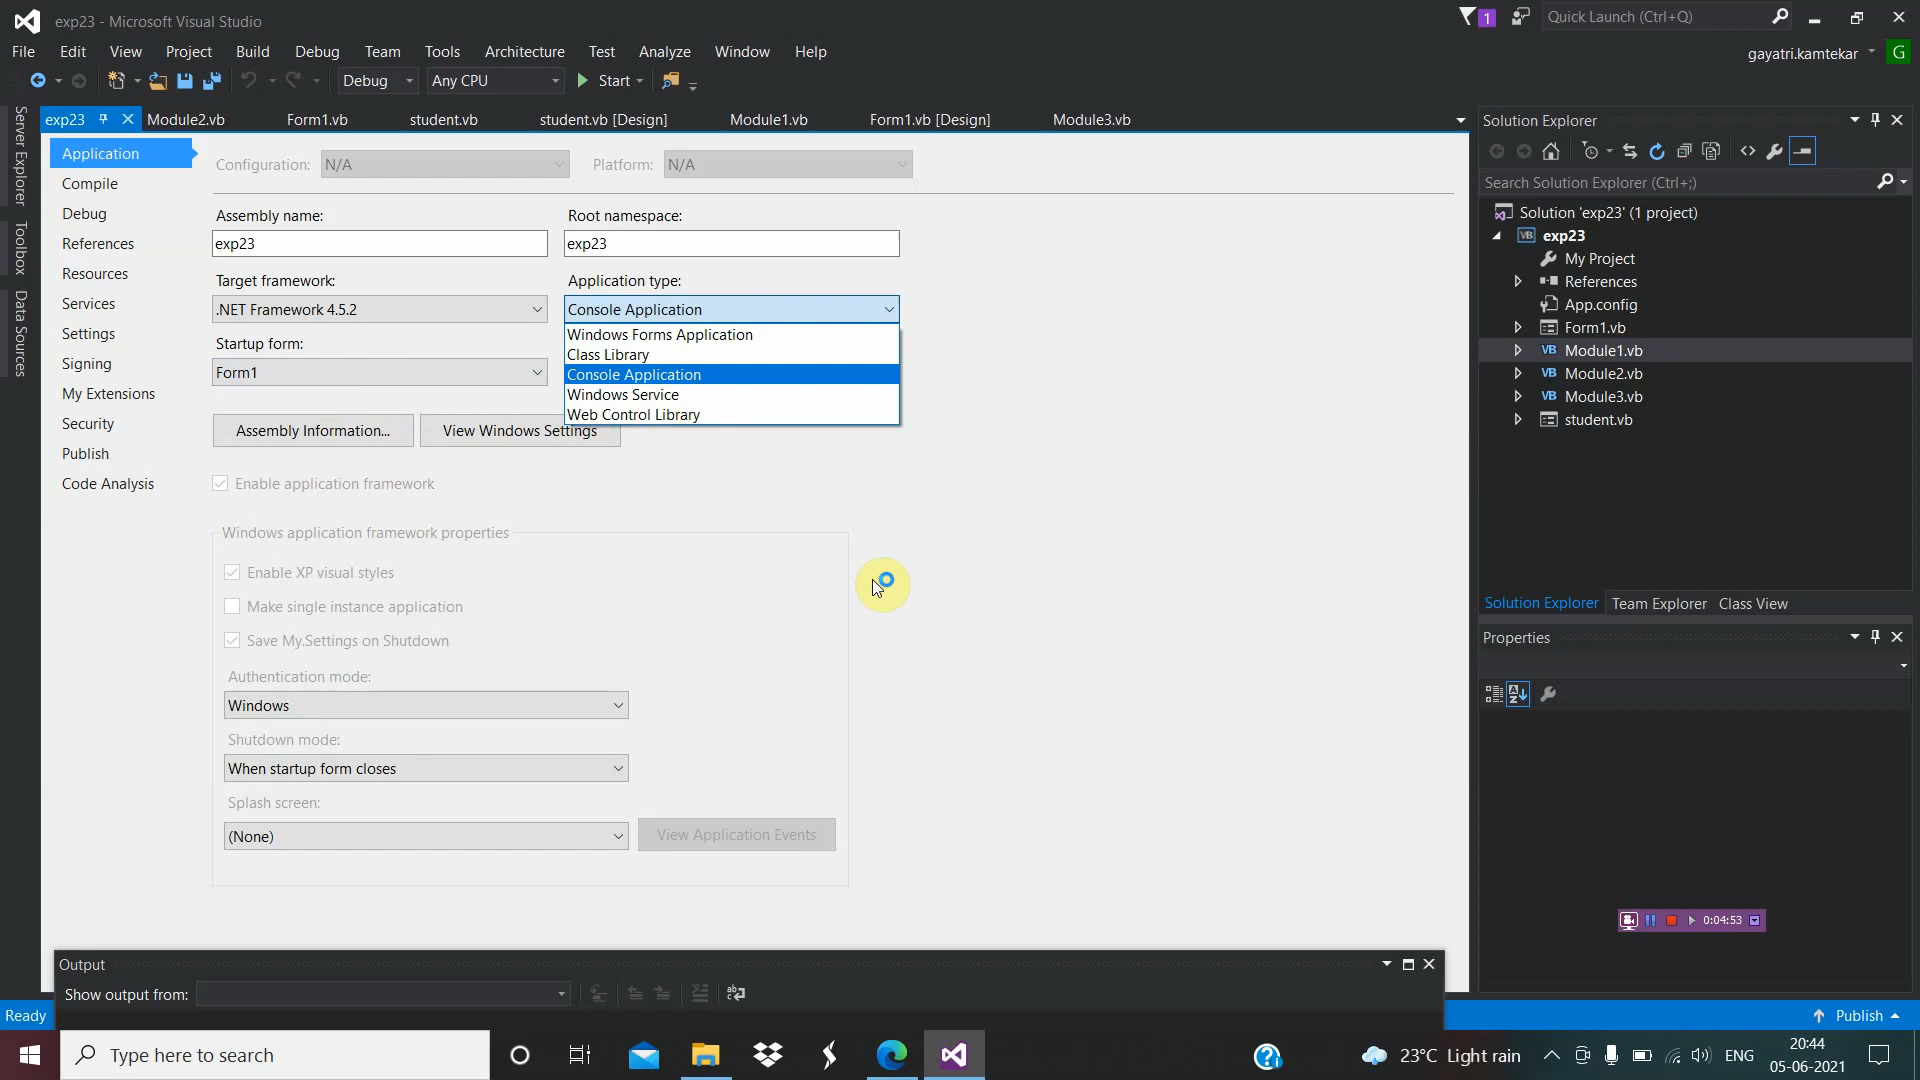 exp23 - Microsoft Visual Studio
1
Quick Launch (Ctrl+Q)
File Edit View Project Build Debug Team Tools Architecture Test Analyze Window Help
gayatri.kamtekar G
Debug Any CPU Start
Server Explorer
Toolbox
Data Sources
exp23 Module2.vb Form1.vb student.vb student.vb [Design] Module1.vb Form1.vb [Design] Module3.vb
Application
Compile
Debug
References
Resources
Services
Settings
Signing
My Extensions
Security
Publish
Code Analysis
Configuration: N/A Platform: N/A
Assembly name: Root namespace:
exp23 exp23
Target framework: Application type:
.NET Framework 4.5.2 Console Application
Windows Forms Application
Class Library
Console Application
Windows Service
Web Control Library
Startup form:
Form1
Assembly Information... View Windows Settings
Enable application framework
Windows application framework properties
Enable XP visual styles
Make single instance application
Save My.Settings on Shutdown
Authentication mode:
Windows
Shutdown mode:
When startup form closes
Splash screen:
(None) View Application Events
Solution Explorer
Search Solution Explorer (Ctrl+;)
Solution 'exp23' (1 project)
VB exp23
My Project
References
App.config
Form1.vb
VB Module1.vb
VB Module2.vb
VB Module3.vb
student.vb
Solution Explorer Team Explorer Class View
Properties
0:04:53
Output
Show output from:
Ready
Publish
Type here to search
23°C Light rain
ENG
20:44
05-06-2021